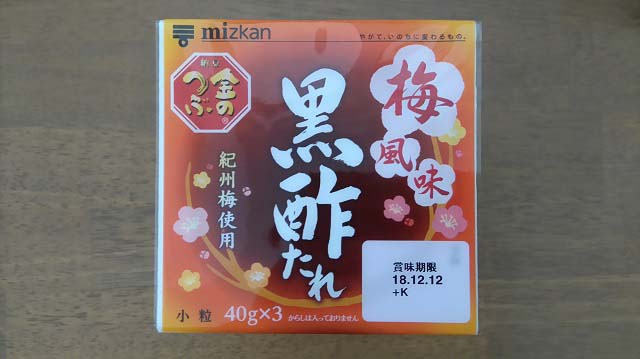 mizkan
やがて、いのちに変わるもの。
納豆
金の
つぶ
梅
風味
黒酢たれ
紀州梅使用
賞味期限
18.12.12
+K
小粒 40g×3 からしは入っておりません